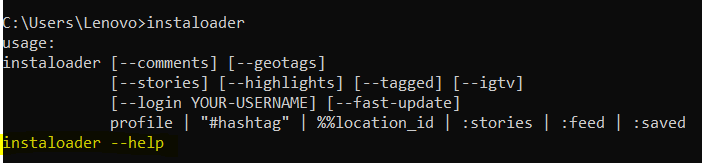 C:\Users\Lenovo>instaloader
usage:
instaloader [--comments] [--geotags]
[--stories] [--highlights] [--tagged] [--igtv]
[--login YOUR-USERNAME] [--fast-update]
profile | "#hashtag" | %%location_id | :stories | :feed | :saved
instaloader --help